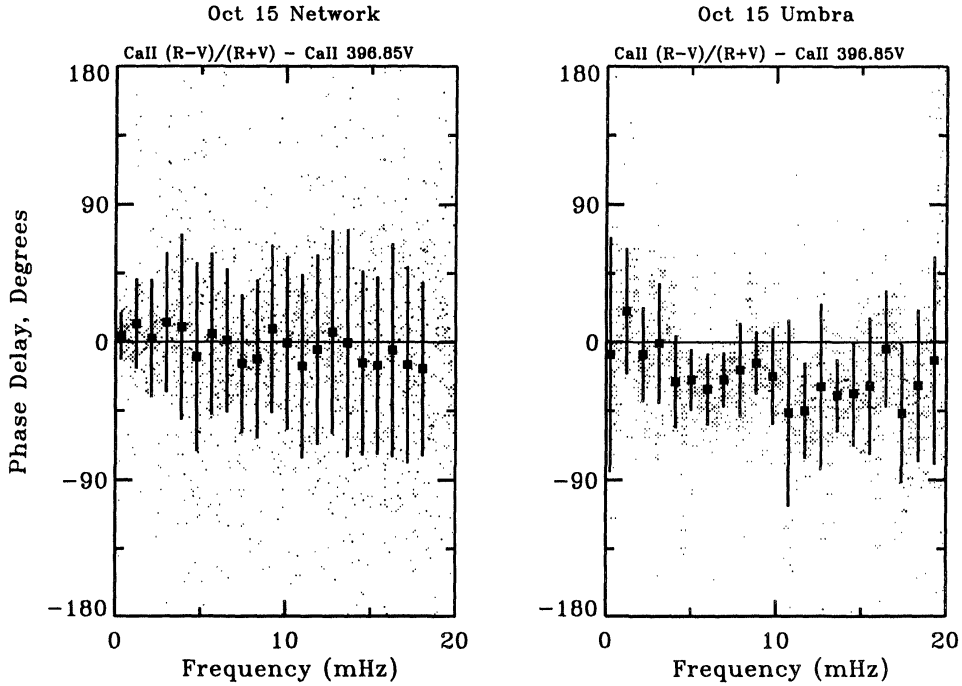 Oct 15 Network
CaII (R-V)/(R+V) - CaII 396.85V
180
90
0
-90
-180
0
10
20
Phase Delay, Degrees
Frequency (mHz)
Oct 15 Umbra
CaII (R-V)/(R+V) - CaII 396.85V
180
90
0
-90
-180
0
10
20
Frequency (mHz)